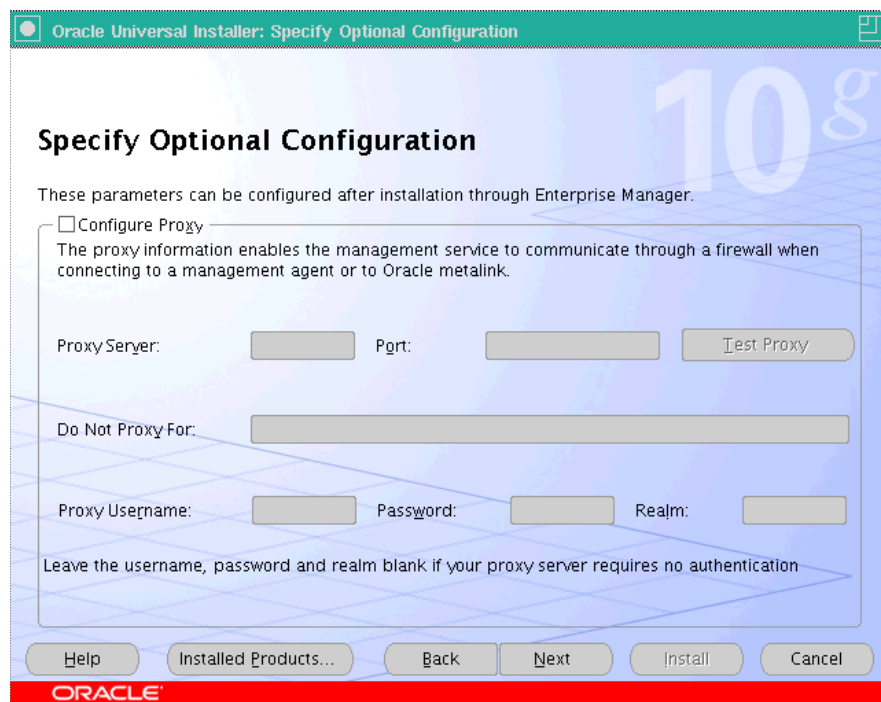 Oracle Universal Installer: Specify Optional Configuration
10g
Specify Optional Configuration
These parameters can be configured after installation through Enterprise Manager.
Configure Proxy
The proxy information enables the management service to communicate through a firewall when
connecting to a management agent or to Oracle metalink.
Proxy Server: Port: Test Proxy
Do Not Proxy For:
Proxy Username: Password: Realm:
Leave the username, password and realm blank if your proxy server requires no authentication
Help Installed Products... Back Next Install Cancel
ORACLE